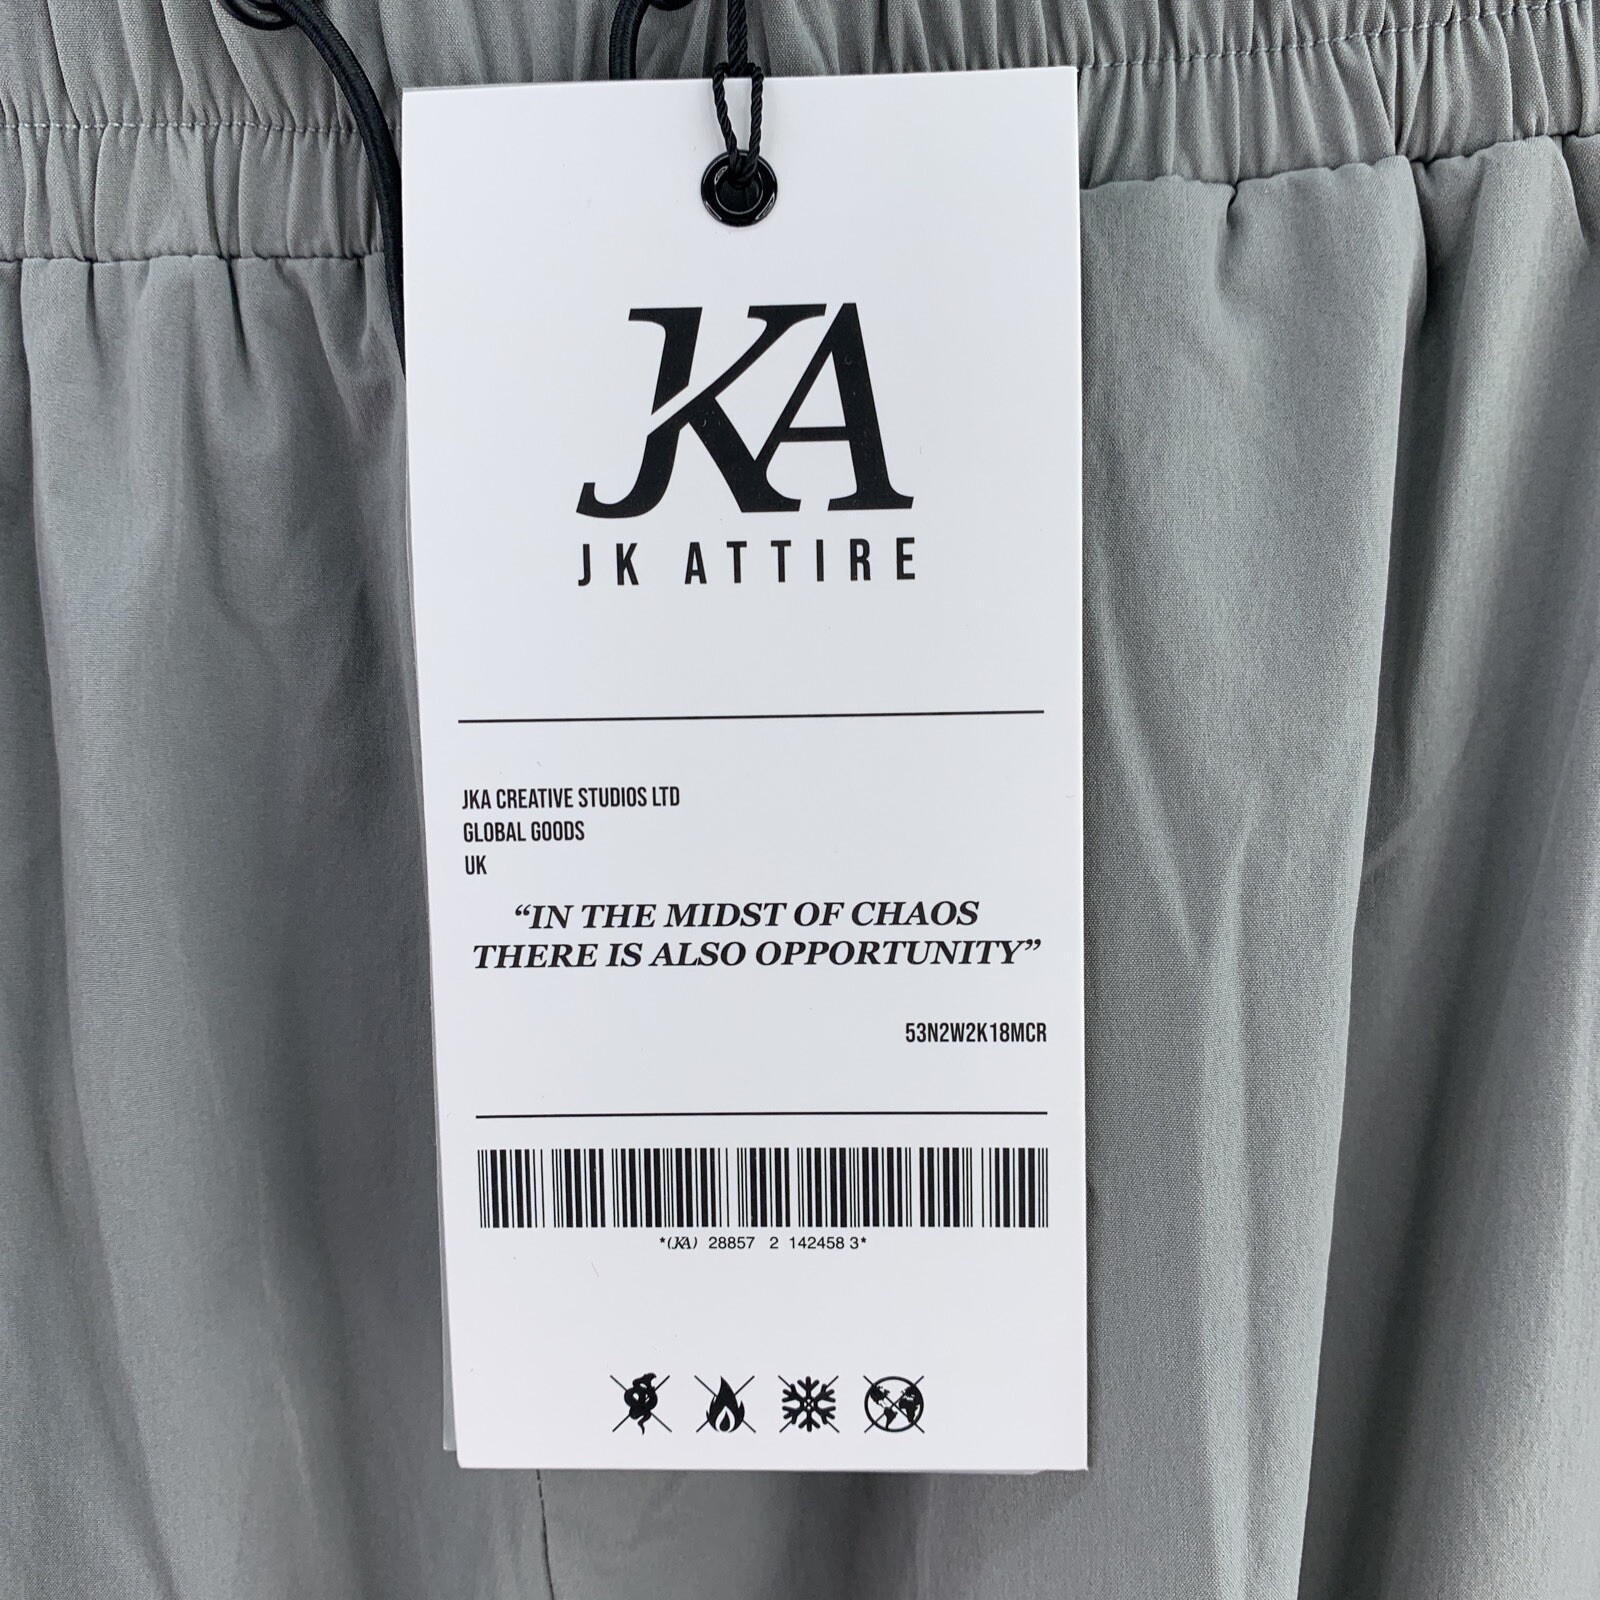 JKA
JK ATTIRE
JKA CREATIVE STUDIOS LTD
GLOBAL GOODS
UK
“IN THE MIDST OF CHAOS
THERE IS ALSO OPPORTUNITY”
53N2W2K18MCR
*(JKA) 28857 2 142458 3*